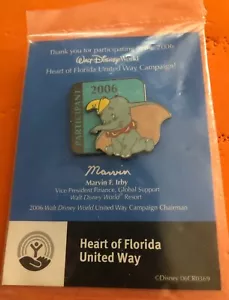 Thank you for participating in the 2006
Walt Disney World
Heart of Florida United Way Campaign!
2006
PARTICIPANT
Marvin
Marvin F. Irby
Vice President Finance, Global Support
Walt Disney World® Resort
2006 Walt Disney World United Way Campaign Chairman
Heart of Florida
United Way
©Disney